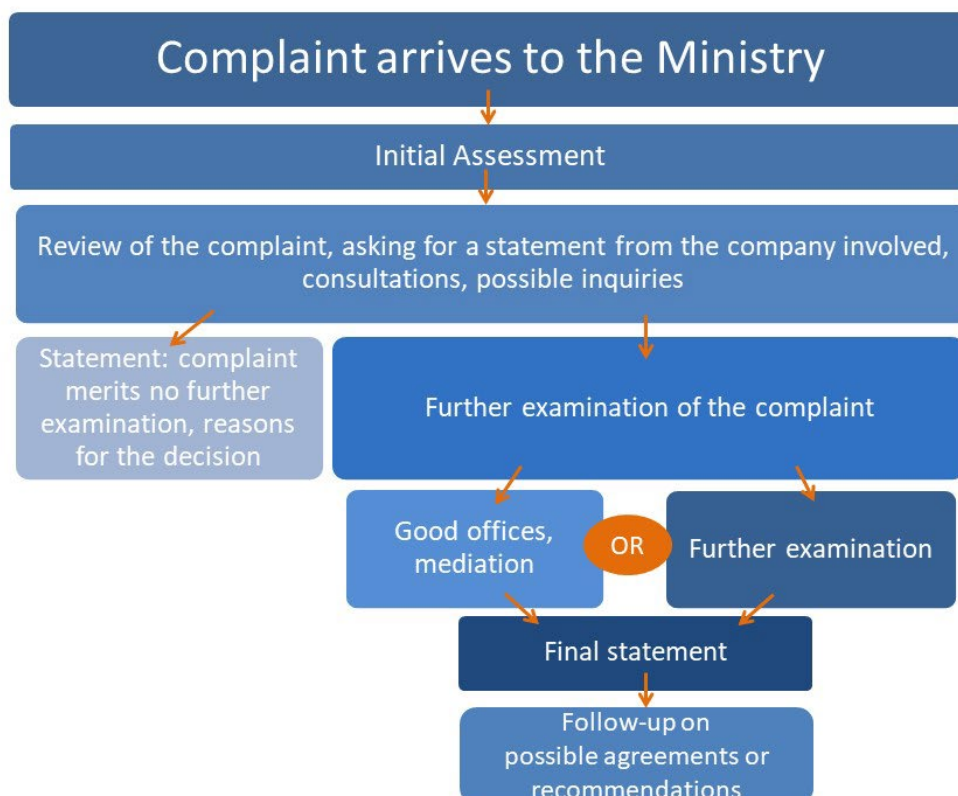 Complaint arrives to the Ministry
Initial Assessment
Review of the complaint, asking for a statement from the company involved,
consultations, possible inquiries
Statement: complaint
merits no further
examination, reasons
for the decision
Further examination of the complaint
Good offices,
mediation
OR
Further examination
Final statement
Follow-up on
possible agreements or
recommendations